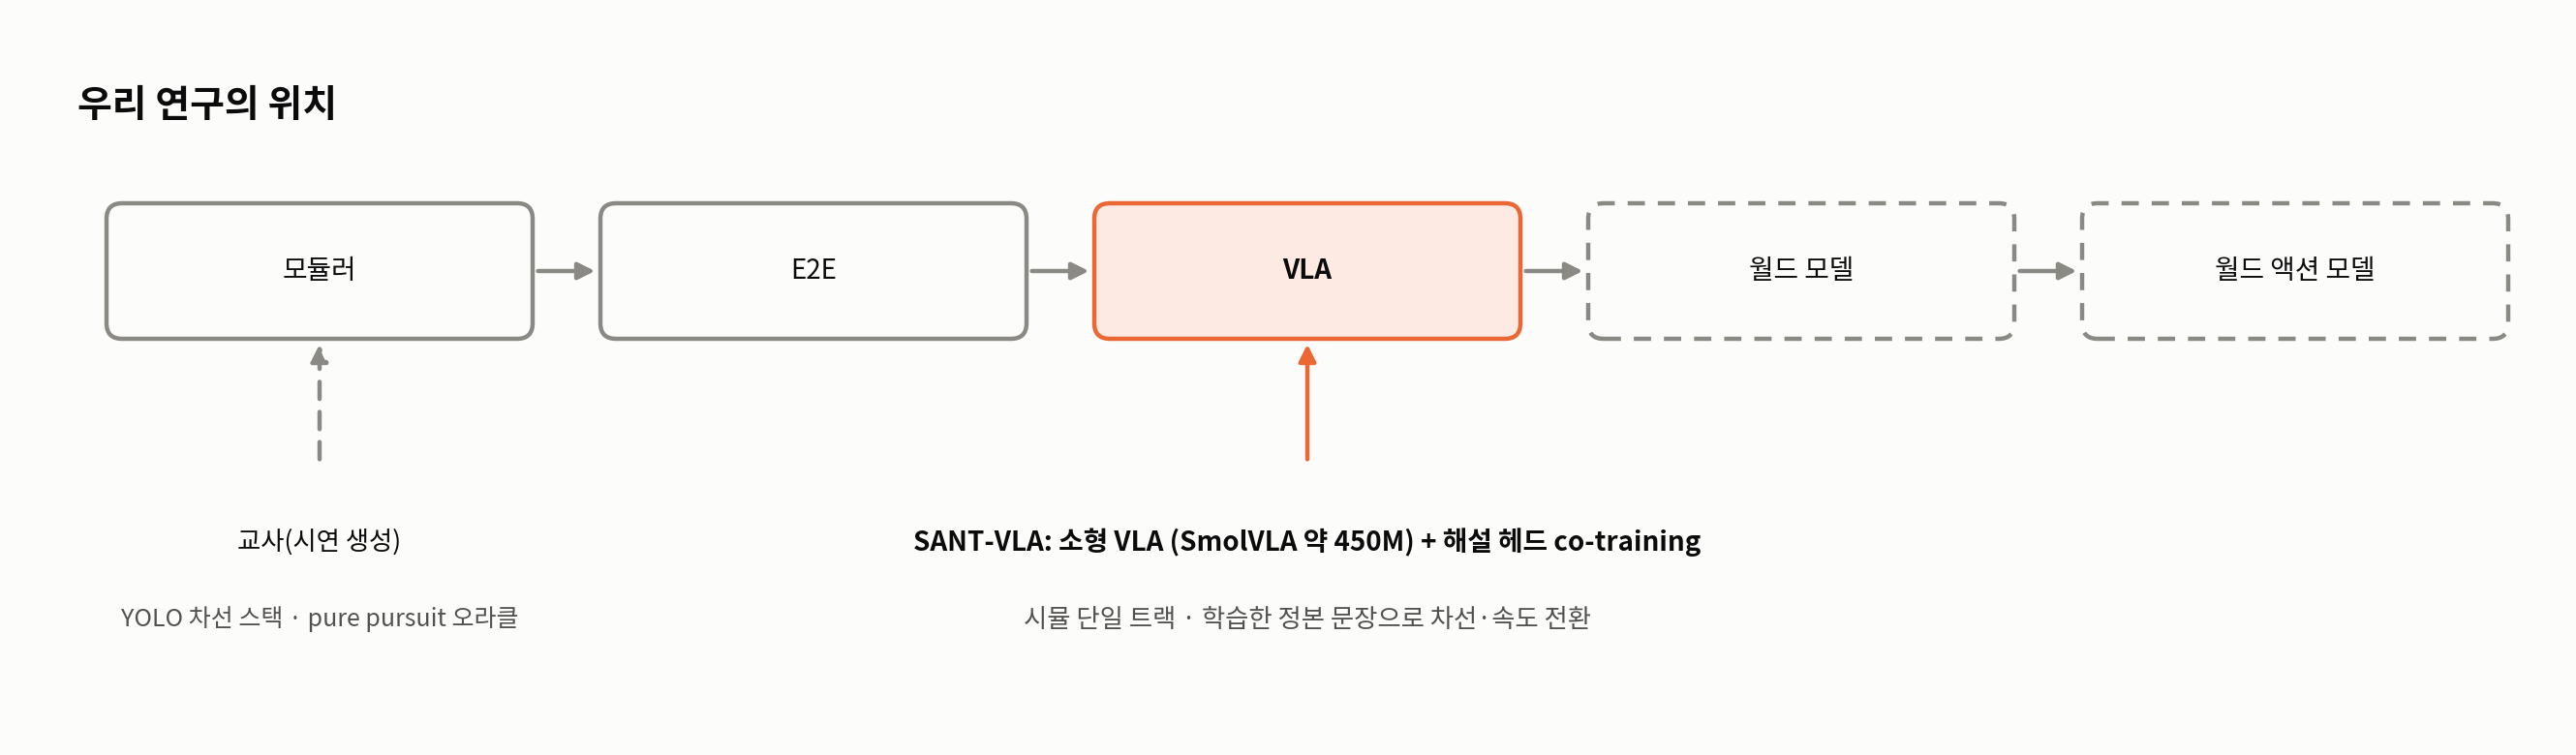 우리 연구의 위치
모듈러
E2E
VLA
월드 모델
월드 액션 모델
교사(시연 생성)
SANT-VLA: 소형 VLA (SmolVLA 약 450M) + 해설 헤드 co-training
YOLO 차선 스택 · pure pursuit 오라클
시뮬 단일 트랙 · 학습한 정본 문장으로 차선·속도 전환